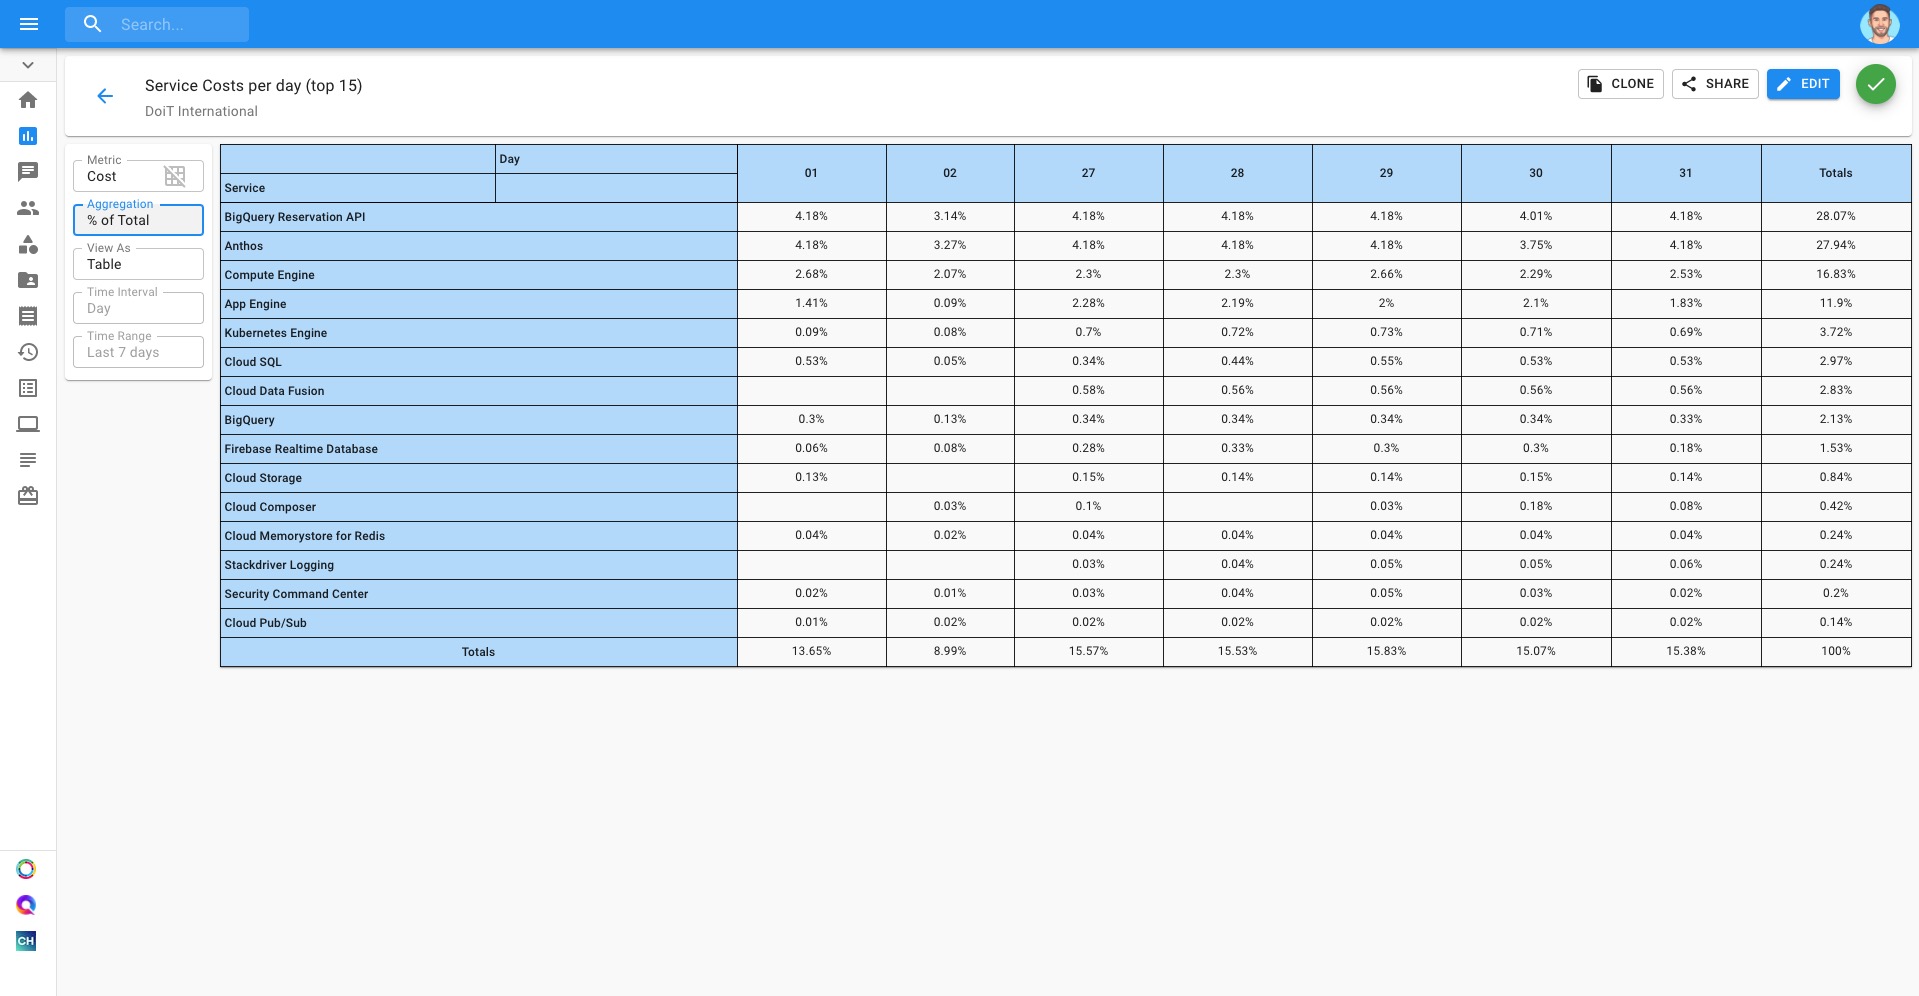 Search...
Service Costs per day (top 15)
DoiT International
CLONE
SHARE
EDIT
Metric
Cost
Aggregation
% of Total
View As
Table
Time Interval
Day
Time Range
Last 7 days
Day 01 02 27 28 29 30 31 Totals
Service
BigQuery Reservation API 4.18% 3.14% 4.18% 4.18% 4.18% 4.01% 4.18% 28.07%
Anthos 4.18% 3.27% 4.18% 4.18% 4.18% 3.75% 4.18% 27.94%
Compute Engine 2.68% 2.07% 2.3% 2.3% 2.66% 2.29% 2.53% 16.83%
App Engine 1.41% 0.09% 2.28% 2.19% 2% 2.1% 1.83% 11.9%
Kubernetes Engine 0.09% 0.08% 0.7% 0.72% 0.73% 0.71% 0.69% 3.72%
Cloud SQL 0.53% 0.05% 0.34% 0.44% 0.55% 0.53% 0.53% 2.97%
Cloud Data Fusion 0.58% 0.56% 0.56% 0.56% 0.56% 2.83%
BigQuery 0.3% 0.13% 0.34% 0.34% 0.34% 0.34% 0.33% 2.13%
Firebase Realtime Database 0.06% 0.08% 0.28% 0.33% 0.3% 0.3% 0.18% 1.53%
Cloud Storage 0.13% 0.15% 0.14% 0.14% 0.15% 0.14% 0.84%
Cloud Composer 0.03% 0.1% 0.03% 0.18% 0.08% 0.42%
Cloud Memorystore for Redis 0.04% 0.02% 0.04% 0.04% 0.04% 0.04% 0.04% 0.24%
Stackdriver Logging 0.03% 0.04% 0.05% 0.05% 0.06% 0.24%
Security Command Center 0.02% 0.01% 0.03% 0.04% 0.05% 0.03% 0.02% 0.2%
Cloud Pub/Sub 0.01% 0.02% 0.02% 0.02% 0.02% 0.02% 0.02% 0.14%
Totals 13.65% 8.99% 15.57% 15.53% 15.83% 15.07% 15.38% 100%
CH